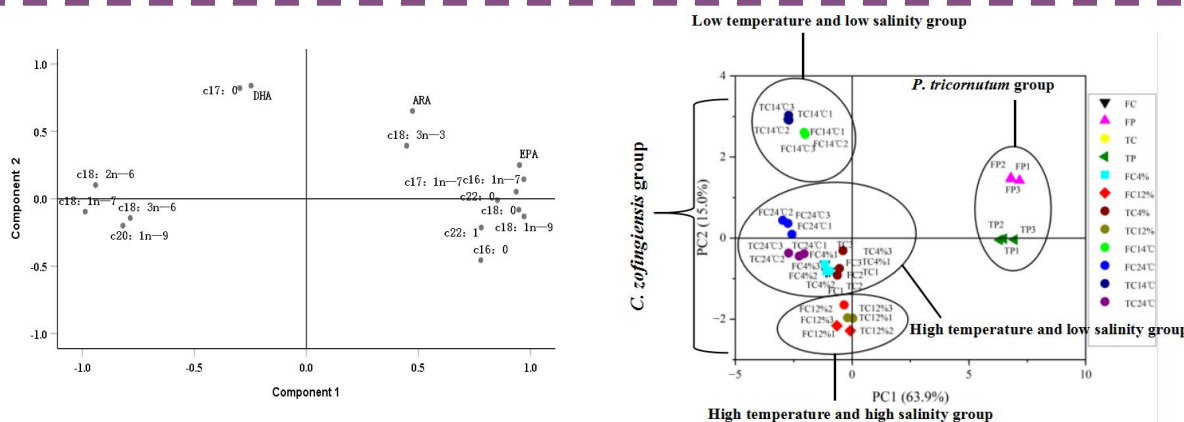 1.0
0.5
0.0
-0.5
-1.0
-1.0
-0.5
0.0
0.5
1.0
Component 2
Component 1
c17: 0
DHA
ARA
c18: 3n—3
EPA
c18: 2n—6
c17: 1n—7
c16: 1n—7
c22: 0
c18: 1n—7
c18: 3n—6
c18: 0
c20: 1n—9
c22: 1
c18: 1n—9
c16: 0
Low temperature and low salinity group
P. tricornutum group
C. zofingiensis group
High temperature and low salinity group
High temperature and high salinity group
4
2
0
−2
−5
0
5
10
PC2 (15.0%)
PC1 (63.9%)
TC14℃3
TC14℃1
TC14℃2
FC14℃1
FC14℃3
FC14℃2
FP2
FP1
FP3
TP2
TP3
TP1
FC24℃2
FC24℃3
FC24℃1
TC24℃3
TC24℃1
TC3
TC4%3
TC24℃2
FC4%1
TC4%1
FC4%3
FC3
TC1
FC4%2
FC2
TC4%2
TC2
FC1
FC12%2
TC12%3
FC12%3
TC12%1
FC12%1
TC12%2
FC
FP
TC
TP
FC4%
FC12%
TC4%
TC12%
FC14℃
FC24℃
TC14℃
TC24℃